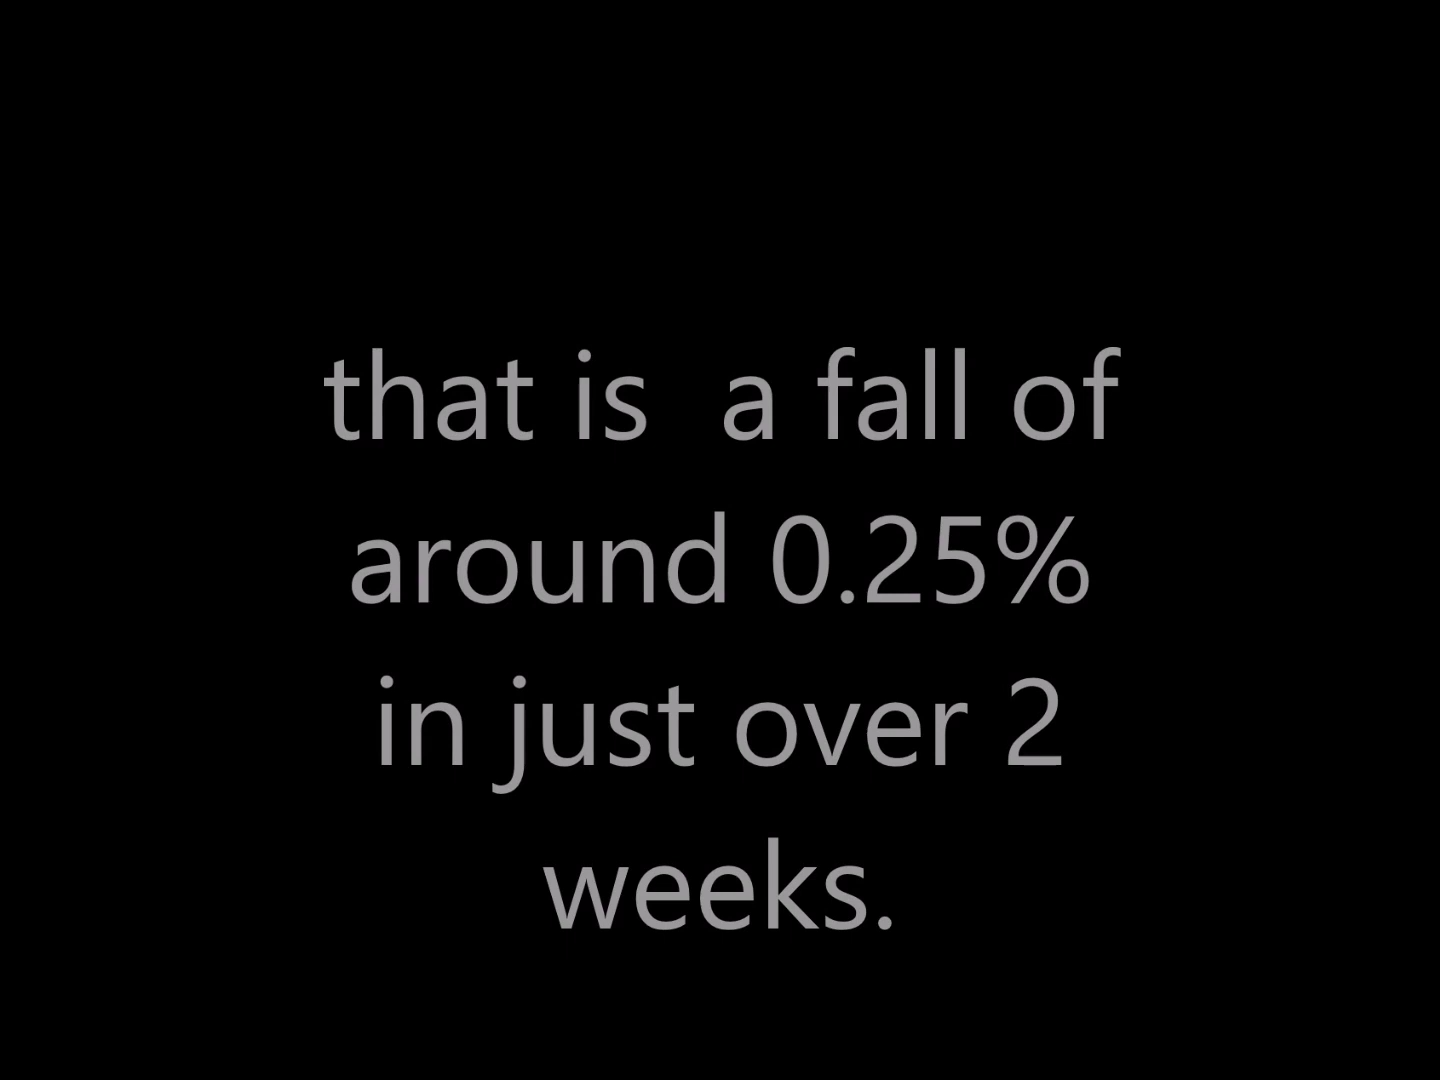 that is  a fall of
around 0.25%
in just over 2
weeks.